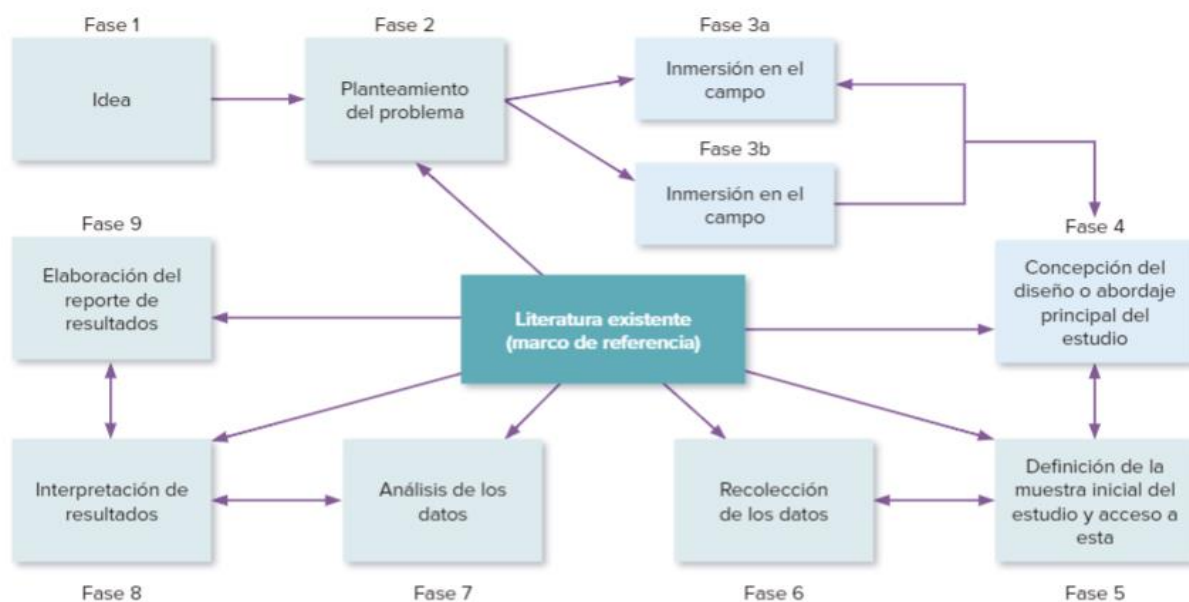 Fase 1
Idea
Fase 2
Planteamiento
del problema
Fase 3a
Inmersión en el
campo
Fase 3b
Inmersión en el
campo
Fase 4
Concepción del
diseño o abordaje
principal del
estudio
Fase 9
Elaboración del
reporte de
resultados
Literatura existente
(marco de referencia)
Interpretación de
resultados
Fase 8
Análisis de los
datos
Fase 7
Recolección
de los datos
Fase 6
Definición de la
muestra inicial del
estudio y acceso a
esta
Fase 5